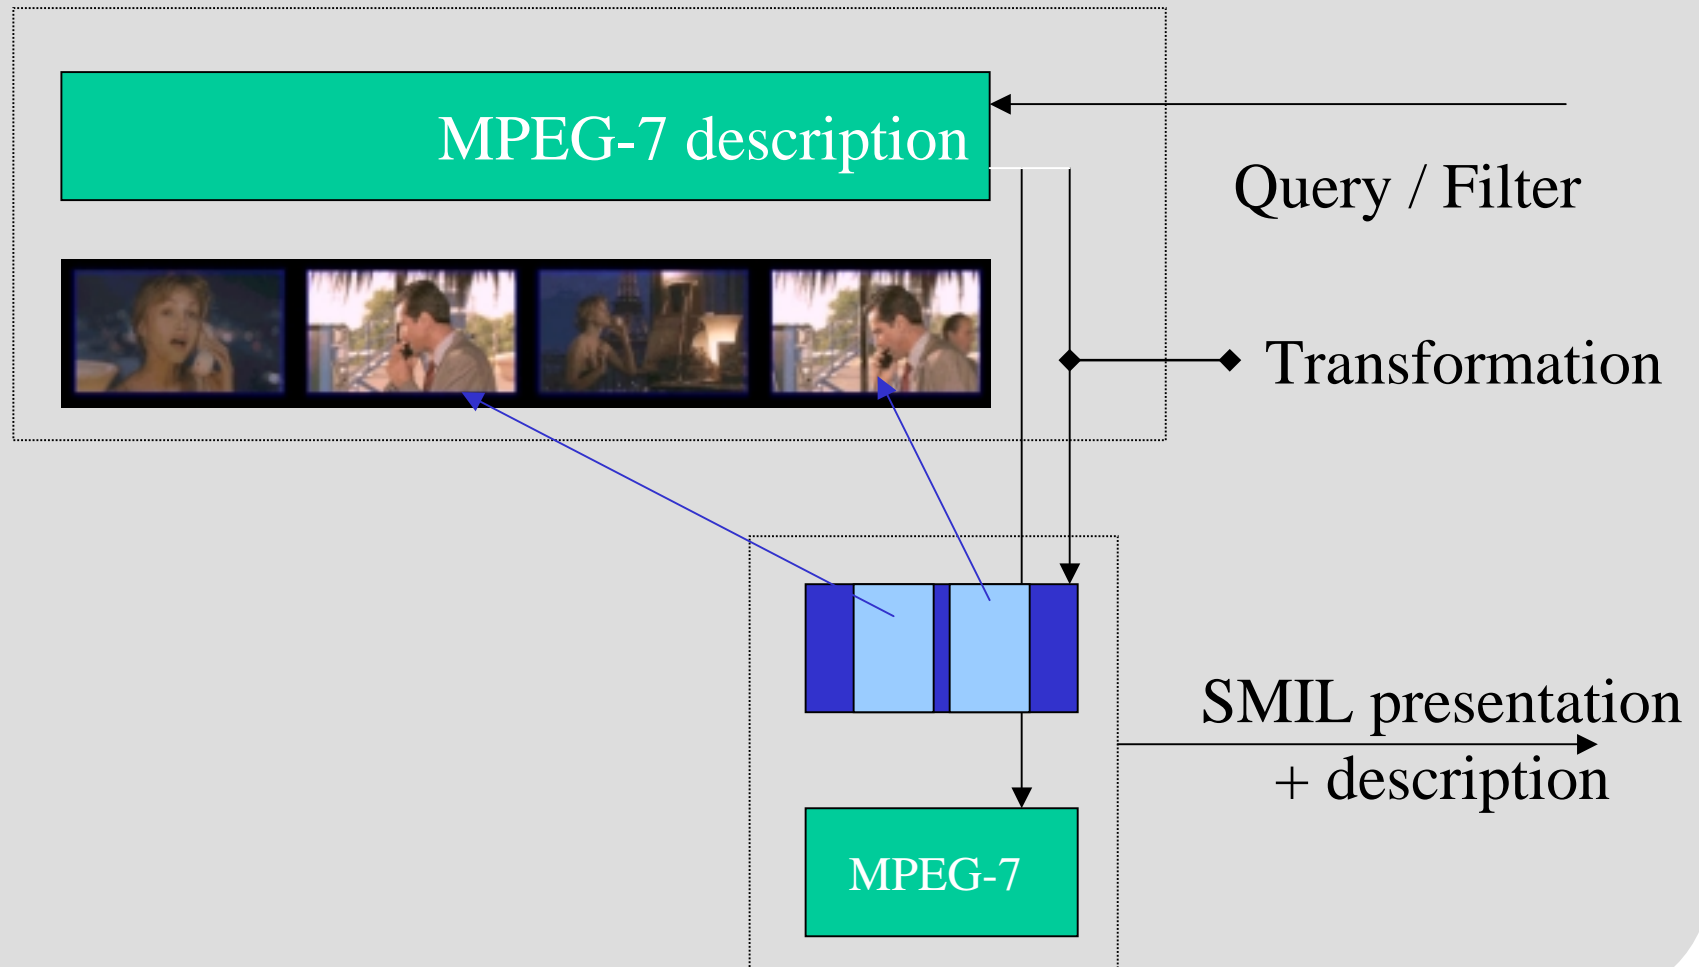 MPEG-7 description
Query / Filter
Transformation
SMIL presentation
+ description
MPEG-7